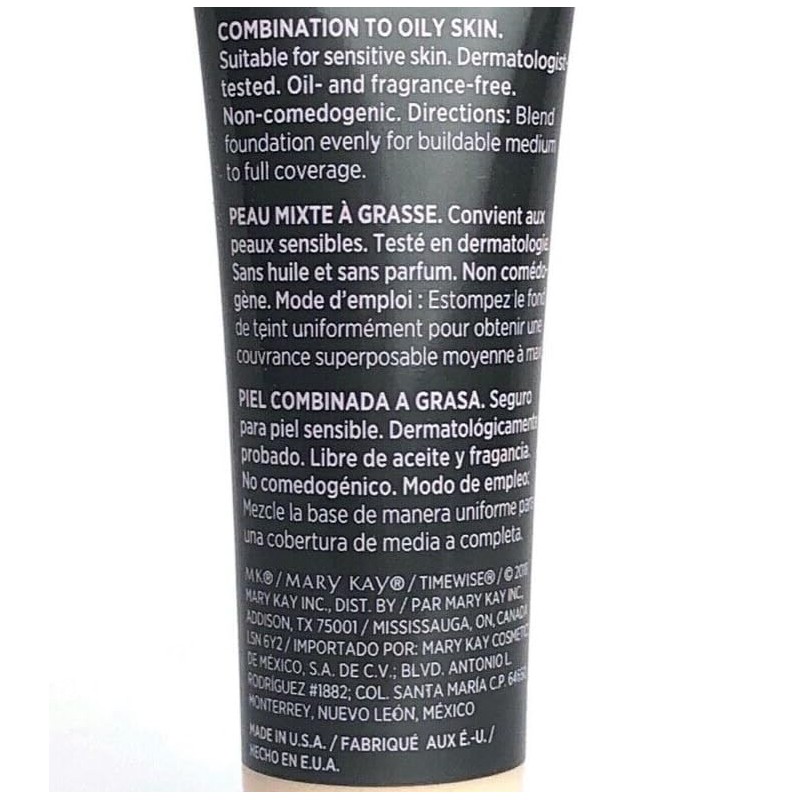 COMBINATION TO OILY SKIN.
Suitable for sensitive skin. Dermatologist-
tested. Oil- and fragrance-free.
Non-comedogenic. Directions: Blend
foundation evenly for buildable medium
to full coverage.
PEAU MIXTE À GRASSE. Convient aux
peaux sensibles. Testé en dermatologie.
Sans huile et sans parfum. Non comédo-
gène. Mode d'emploi : Estompez le fond
de teint uniformément pour obtenir une
couvrance superposable moyenne à
PIEL COMBINADA A GRASA. Seguro
para piel sensible. Dermatológicamente
probado. Libre de aceite y fragancia.
No comedogénico. Modo de empleo:
Mezcle la base de manera uniforme para
una cobertura de media a completa.
MK®/MARY KAY®/TIMEWISE®/©
MARY KAY INC., DIST. BY / PAR MARY KAY INC.,
ADDISON, TX 75001 / MISSISSAUGA, ON, CANADA
L5N 6Y2 / IMPORTADO POR: MARY KAY
DE MÉXICO, S.A. DE C.V.; BLVD. ANTONIO L.
RODRÍGUEZ #1882; COL. SANTA MARÍA C.P.
MONTERREY, NUEVO LEÓN, MÉXICO
MADE IN U.S.A. / FABRIQUÉ AUX É.-U. /
HECHO EN E.U.A.